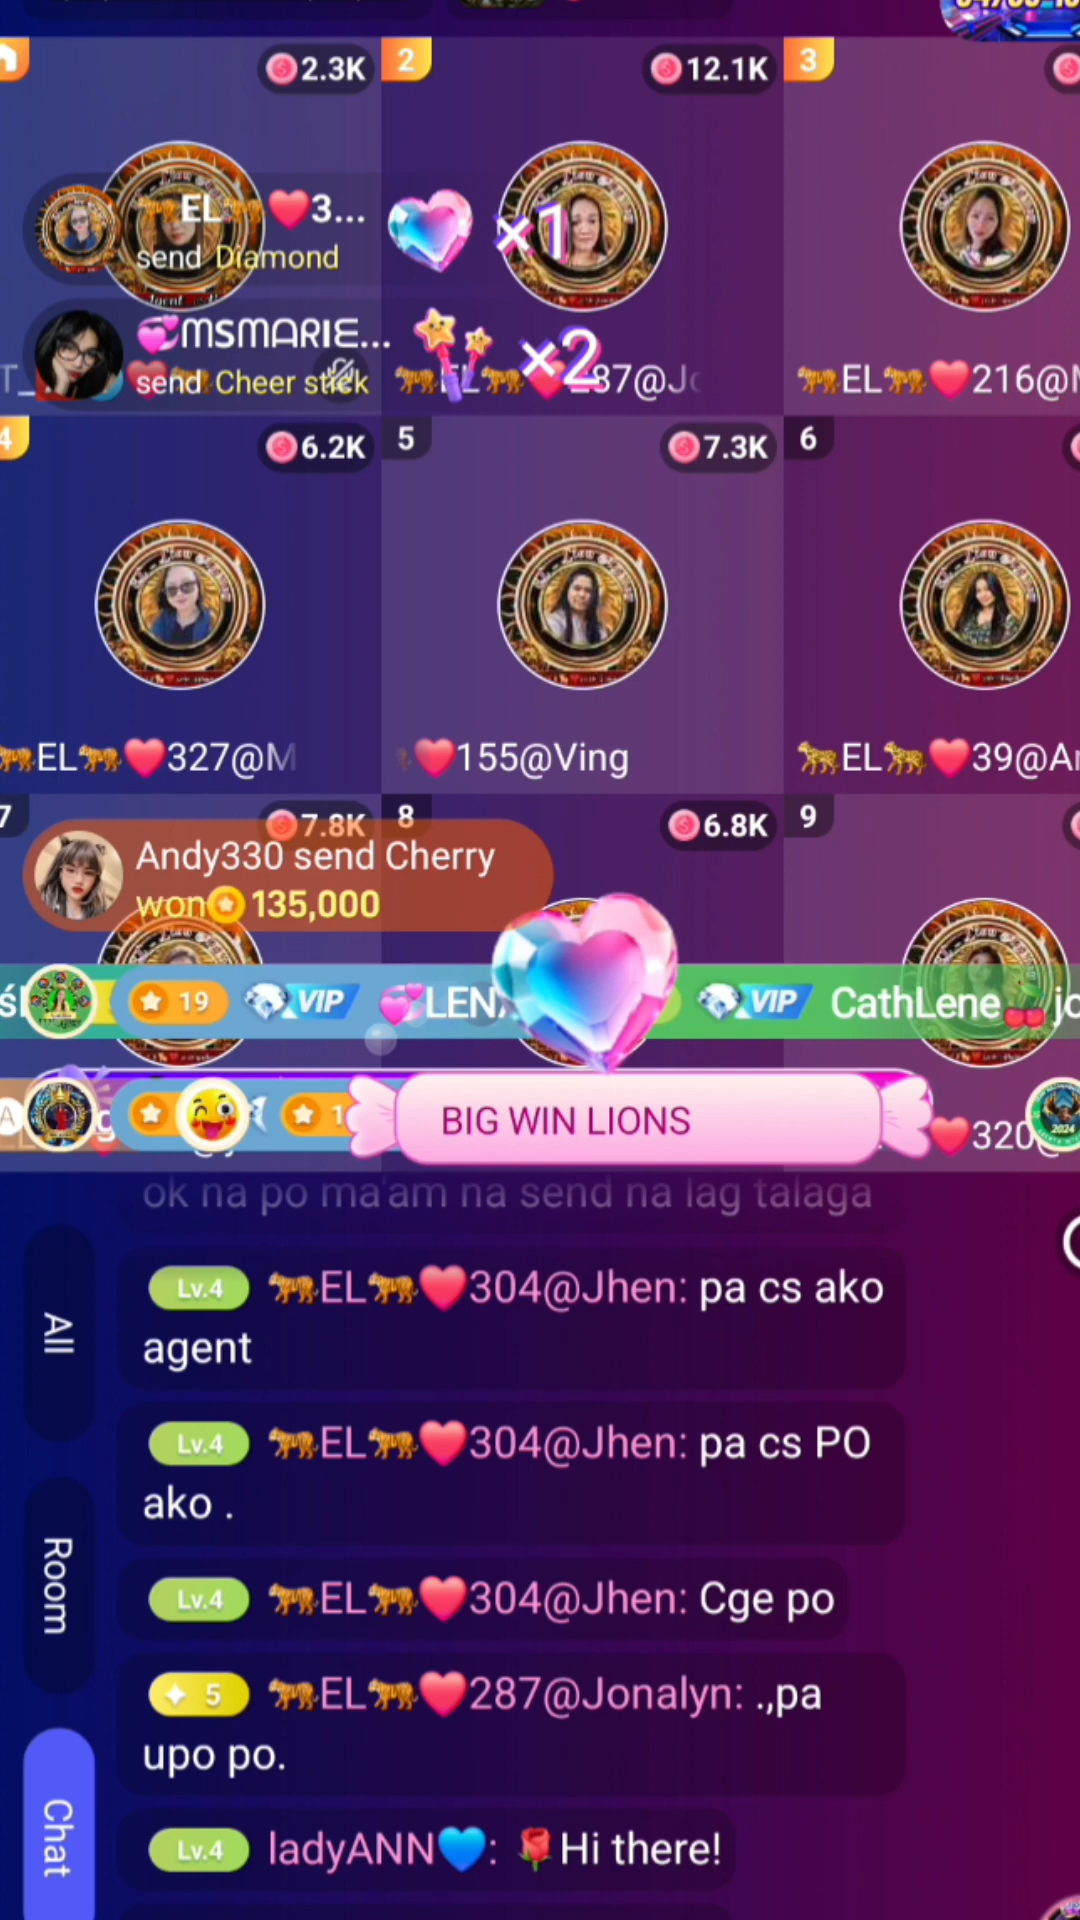 2.3K
2
12.1K
3
EL 3...
send Diamond
×1
MSMARIE...
send Cheer stick
×2
287@Jo
EL 216@
4
6.2K
5
7.3K
6
EL 327@M
155@Ving
EL 39@
7
7.8K
8
6.8K
9
Andy330 send Cherry
won 135,000
19
VIP
VIP
CathLene
BIG WIN LIONS
320
2024
ok na po ma'am na send na lag talaga
All
Room
Chat
Lv.4 EL 304@Jhen: pa cs ako
agent
Lv.4 EL 304@Jhen: pa cs PO
ako .
Lv.4 EL 304@Jhen: Cge po
5 EL 287@Jonalyn: .,pa
upo po.
Lv.4 ladyANN : Hi there!